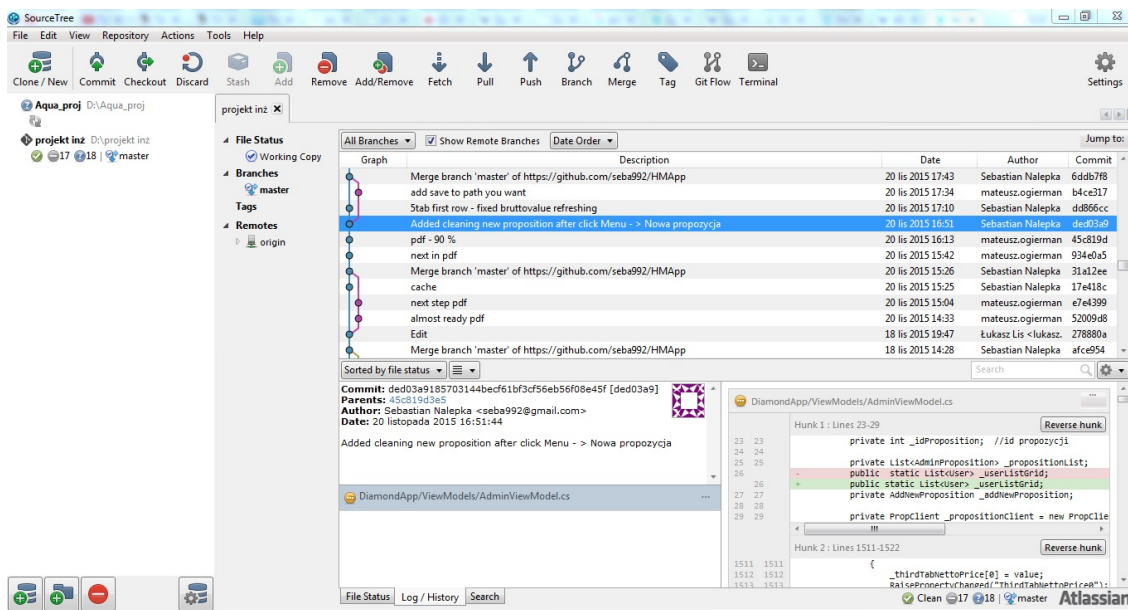 SourceTree
File Edit View Repository Actions Tools Help
Clone / New Commit Checkout Discard Stash Add Remove Add/Remove Fetch Pull Push Branch Merge Tag Git Flow Terminal Settings
Aqua_proj D:\Aqua_proj
projekt inż D:\projekt inż
17 18 | master
projekt inż
File Status
Working Copy
Branches
master
Tags
Remotes
origin
All Branches Show Remote Branches Date Order Jump to:
Graph Description Date Author Commit
Merge branch 'master' of https://github.com/seba992/HMApp 20 lis 2015 17:43 Sebastian Nalepka 6ddb7f8
add save to path you want 20 lis 2015 17:34 mateusz.ogierman b4ce317
5tab first row - fixed bruttovalue refreshing 20 lis 2015 17:10 Sebastian Nalepka dd866cc
Added cleaning new proposition after click Menu - > Nowa propozycja 20 lis 2015 16:51 Sebastian Nalepka ded03a9
pdf - 90 % 20 lis 2015 16:13 mateusz.ogierman 45c819d
next in pdf 20 lis 2015 15:42 mateusz.ogierman 934e0a5
Merge branch 'master' of https://github.com/seba992/HMApp 20 lis 2015 15:26 Sebastian Nalepka 31a12ee
cache 20 lis 2015 15:25 Sebastian Nalepka 17e418c
next step pdf 20 lis 2015 15:04 mateusz.ogierman e7e4399
almost ready pdf 20 lis 2015 14:33 mateusz.ogierman 52009d8
Edit 18 lis 2015 19:47 Łukasz Lis <lukasz. 278880a
Merge branch 'master' of https://github.com/seba992/HMApp 18 lis 2015 14:28 Sebastian Nalepka afce954
Sorted by file status Search
Commit: ded03a9185703144becf61bf3cf56eb56f08e45f [ded03a9]
Parents: 45c819d3e5
Author: Sebastian Nalepka <seba992@gmail.com>
Date: 20 listopada 2015 16:51:44
Added cleaning new proposition after click Menu - > Nowa propozycja
DiamondApp/ViewModels/AdminViewModel.cs
DiamondApp/ViewModels/AdminViewModel.cs
Hunk 1 : Lines 23-29 Reverse hunk
23 23 private int _idProposition; //id propozycji
24 24
25 25 private List<AdminProposition> _propositionList;
26 - public static List<User> _userListGrid;
26 + public static List<User> _userListGrid;
27 27 private AddNewProposition _addNewProposition;
28 28
29 29 private PropClient _propositionClient = new PropClie
Hunk 2 : Lines 1511-1522 Reverse hunk
1511 1511 {
1512 1512 _thirdTabNettoPrice[0] = value;
1513 1513 RaisePropertyChanged("ThirdTabNettoPrice0");
File Status Log / History Search
Clean 17 18 | master Atlassian